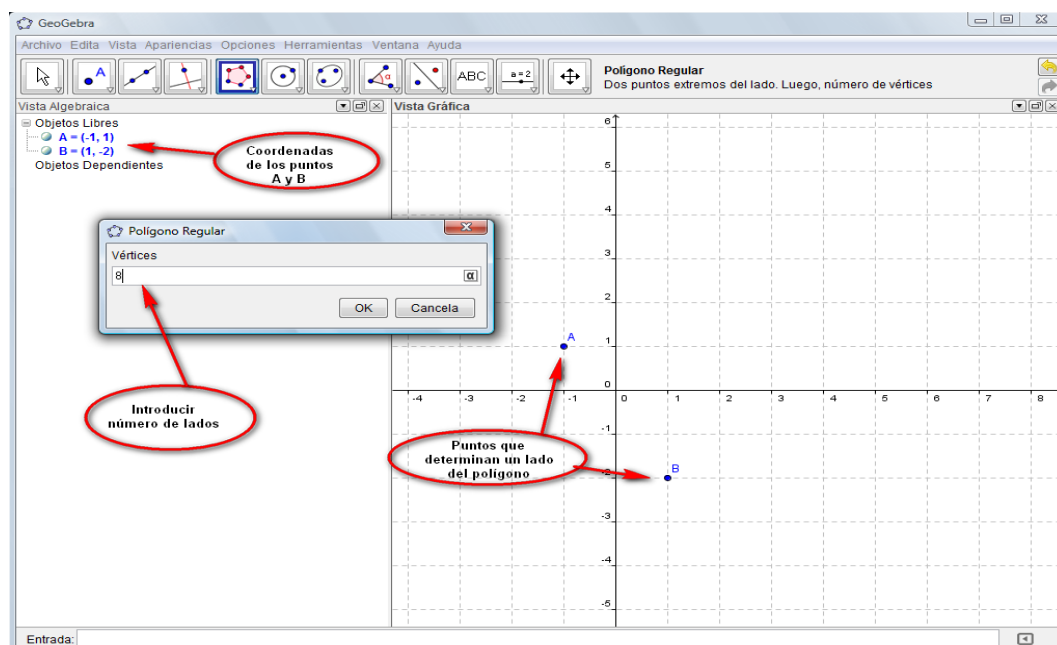 GeoGebra
Archivo Edita Vista Apariencias Opciones Herramientas Ventana Ayuda
A
α
ABC
a=2
Polígono Regular
Dos puntos extremos del lado. Luego, número de vértices
Vista Algebraica
Vista Gráfica
Objetos Libres
A = (-1, 1)
B = (1, -2)
Objetos Dependientes
Coordenadas
de los puntos
A y B
Polígono Regular
Vértices
8
α
OK
Cancela
Introducir
número de lados
Puntos que
determinan un lado
del polígono
A
B
6
5
4
3
2
1
0
-1
-2
-3
-4
-5
-4 -3 -2 -1 0 1 2 3 4 5 6 7 8
Entrada: